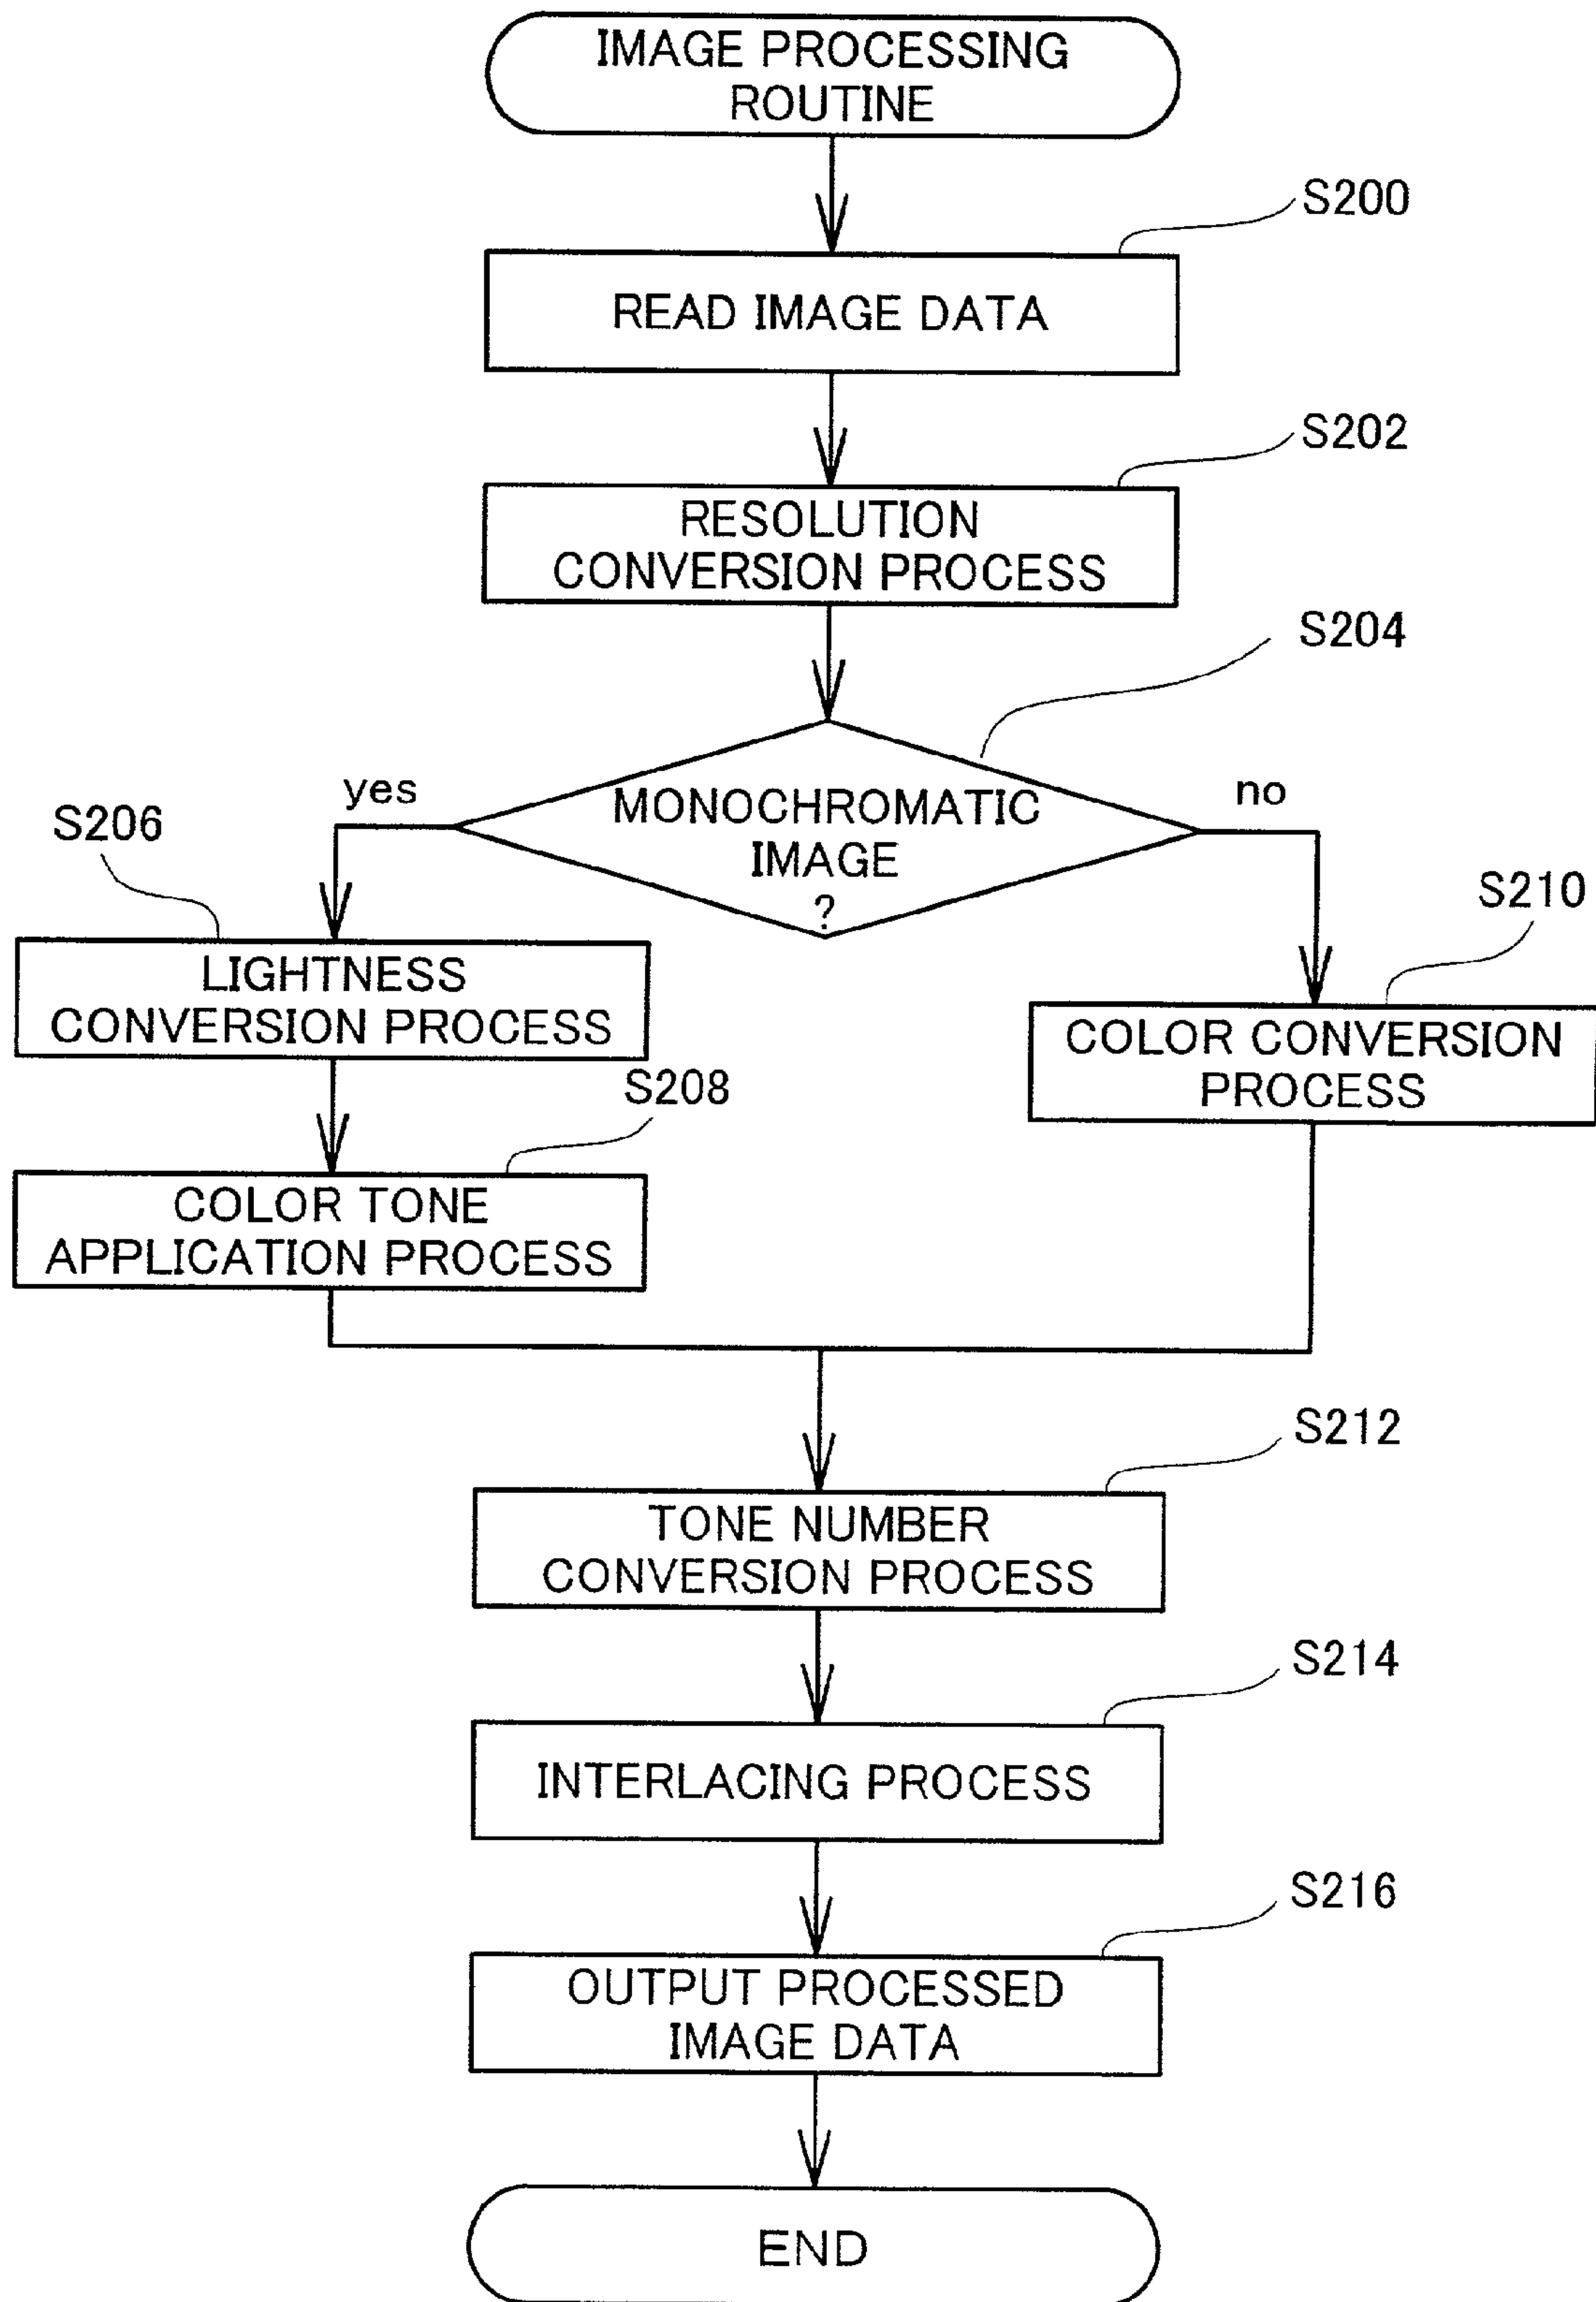 IMAGE PROCESSING
ROUTINE
S200
READ IMAGE DATA
S202
RESOLUTION
CONVERSION PROCESS
S204
MONOCHROMATIC
IMAGE
?
yes
no
S206
LIGHTNESS
CONVERSION PROCESS
S210
COLOR CONVERSION
PROCESS
S208
COLOR TONE
APPLICATION PROCESS
S212
TONE NUMBER
CONVERSION PROCESS
S214
INTERLACING PROCESS
S216
OUTPUT PROCESSED
IMAGE DATA
END